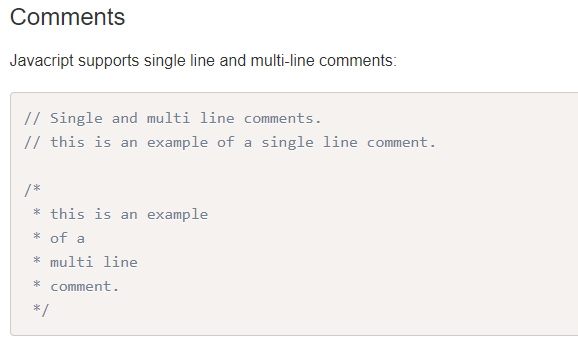 Comments
Javacript supports single line and multi-line comments:
// Single and multi line comments.
// this is an example of a single line comment.
/*
* this is an example
* of a
* multi line
* comment.
*/